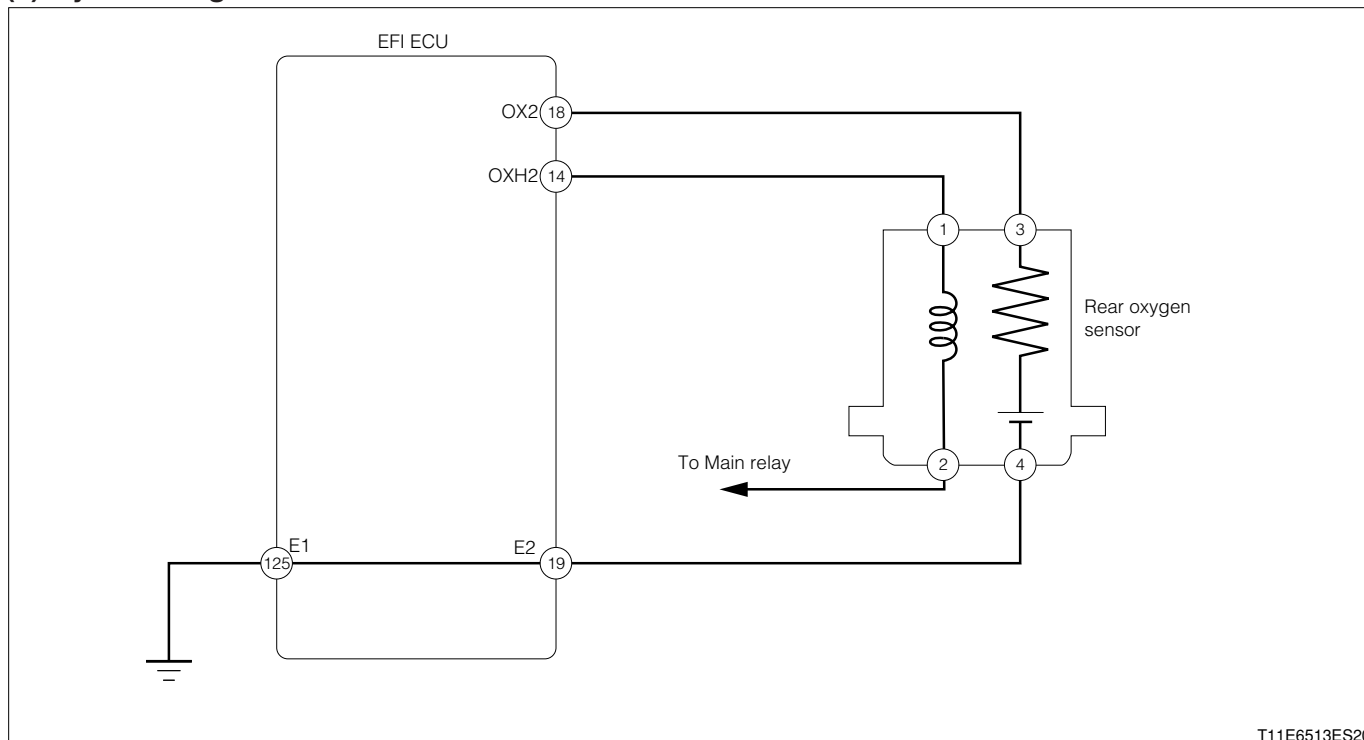 EFI ECU
OX2 18
OXH2 14
1 3
Rear oxygen
sensor
To Main relay
2 4
E1
125
E2
19